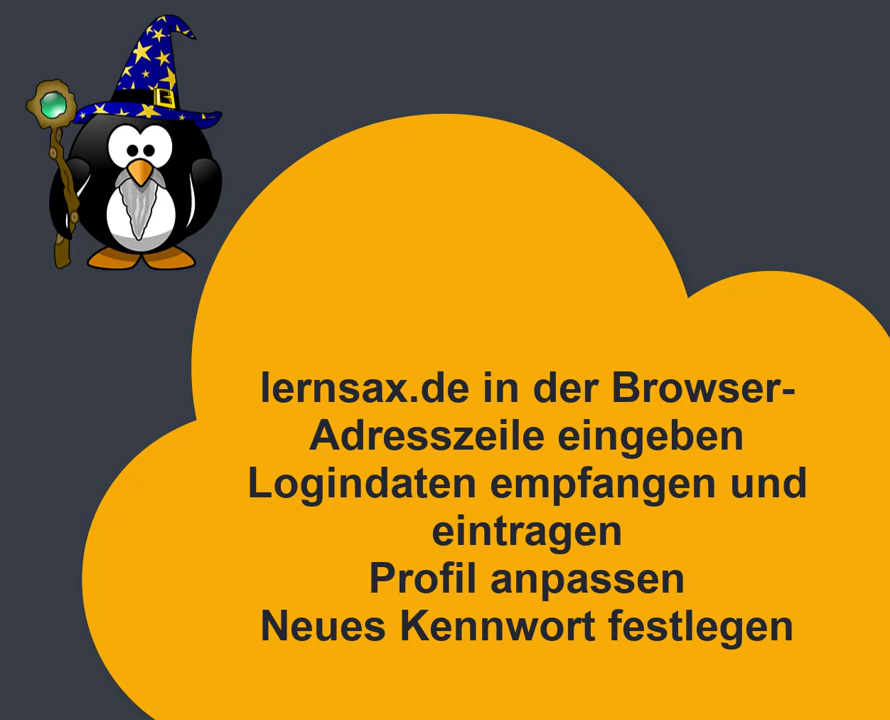 lernsax.de in der Browser-
Adresszeile eingeben
Logindaten empfangen und
eintragen
Profil anpassen
Neues Kennwort festlegen